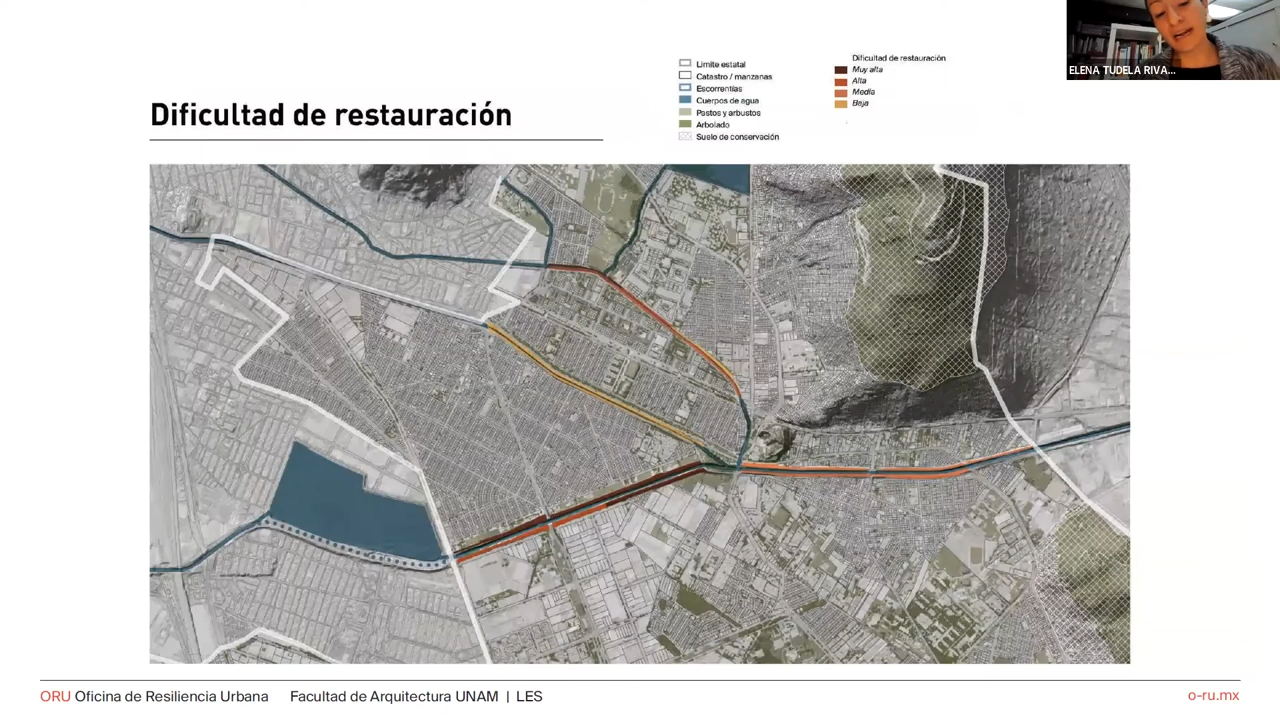 ELENA TUDELA RIVA...
Límite estatal
Catastro / manzanas
Escorrentías
Cuerpos de agua
Pastos y arbustos
Arbolado
Suelo de conservación
Dificultad de restauración
Muy alta
Alta
Media
Baja
Dificultad de restauración
ORU Oficina de Resiliencia Urbana Facultad de Arquitectura UNAM | LES
o-ru.mx